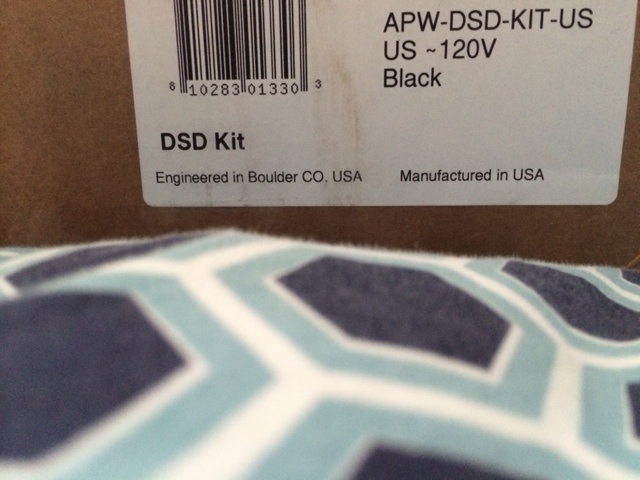 APW-DSD-KIT-US
US ~120V
Black
8 10283 01330 3
DSD Kit
Engineered in Boulder CO, USA Manufactured in USA